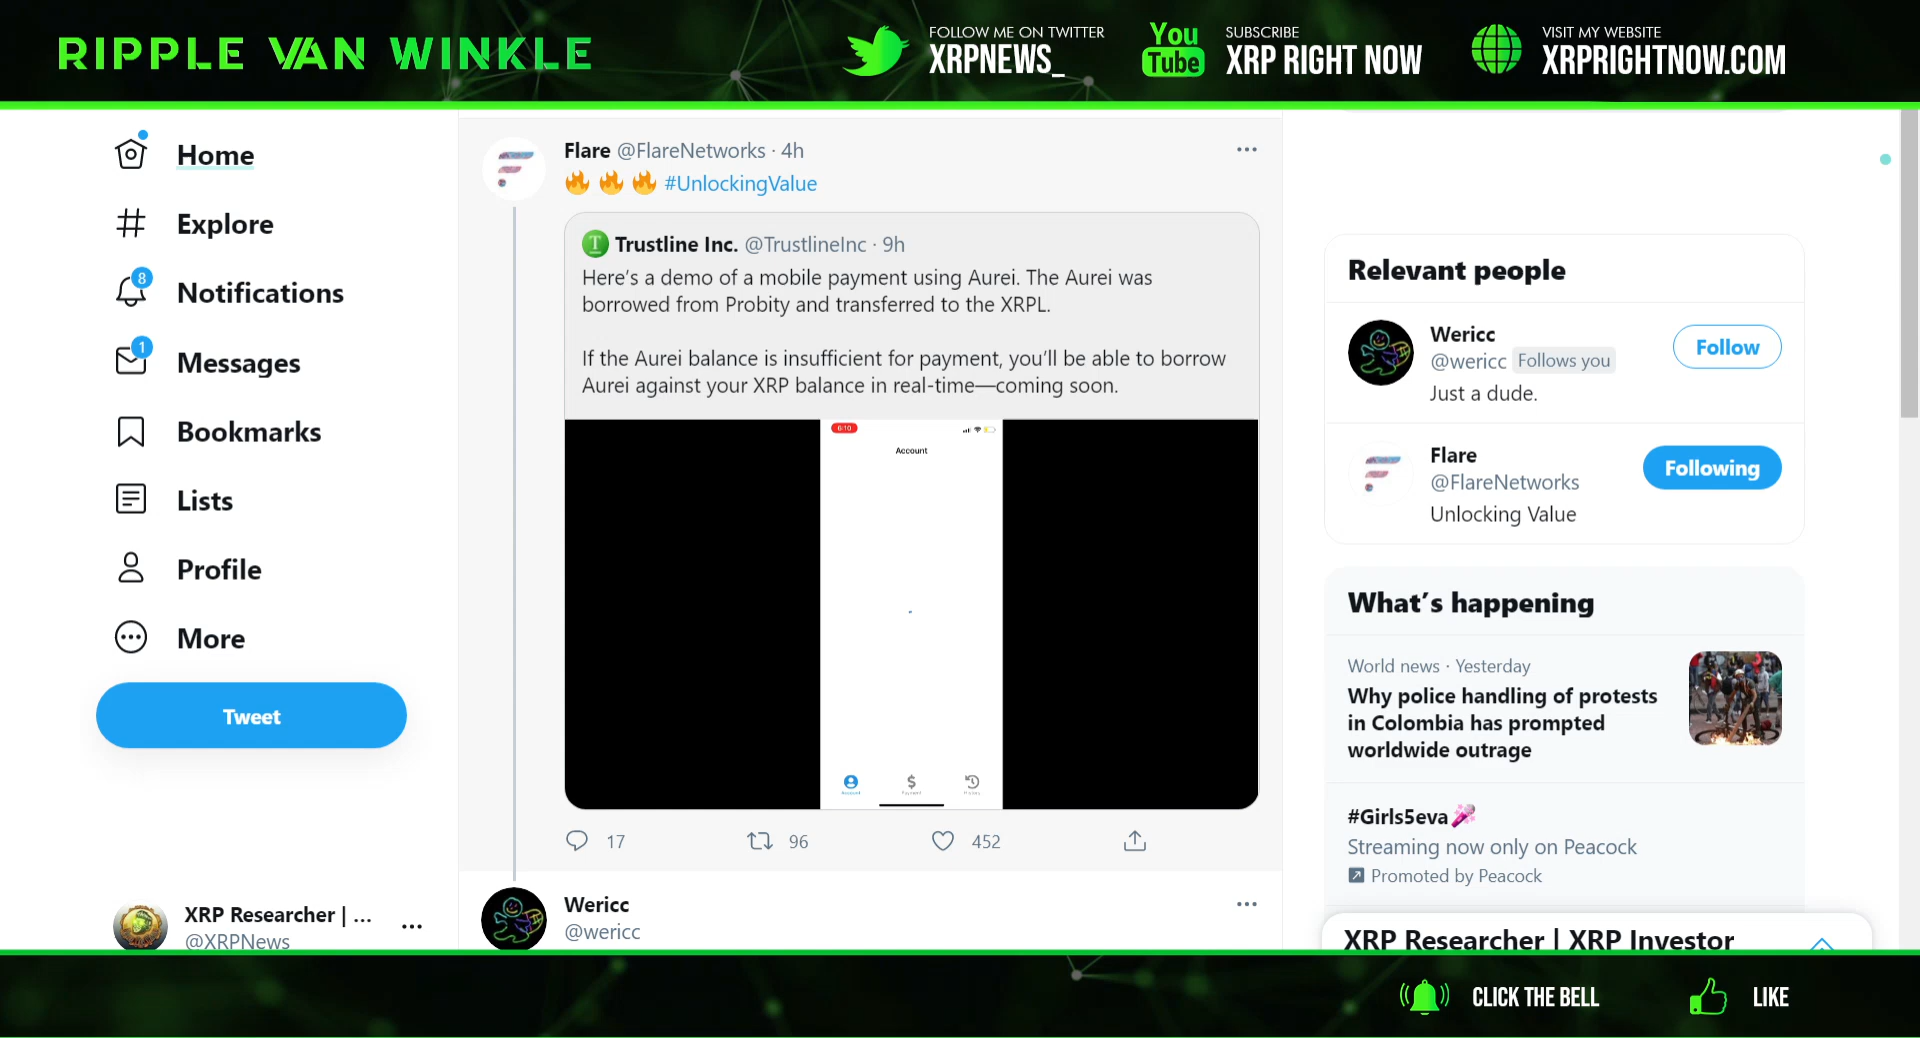 RIPPLE VAN WINKLE
FOLLOW ME ON TWITTER
XRPNEWS_
You
Tube
SUBSCRIBE
XRP RIGHT NOW
VISIT MY WEBSITE
XRPRIGHTNOW.COM
Home
Explore
8
Notifications
1
Messages
Bookmarks
Lists
Profile
More
Tweet
XRP Researcher | ...
@XRPNews
Flare @FlareNetworks · 4h
#UnlockingValue
T
Trustline Inc. @TrustlineInc · 9h
Here’s a demo of a mobile payment using Aurei. The Aurei was
borrowed from Probity and transferred to the XRPL.
If the Aurei balance is insufficient for payment, you’ll be able to borrow
Aurei against your XRP balance in real-time—coming soon.
Account
$
17
96
452
Wericc
@wericc
Relevant people
Wericc
@wericc Follows you
Just a dude.
Follow
Flare
@FlareNetworks
Unlocking Value
Following
What’s happening
World news · Yesterday
Why police handling of protests
in Colombia has prompted
worldwide outrage
#Girls5eva
Streaming now only on Peacock
Promoted by Peacock
XRP Researcher | XRP Investor
CLICK THE BELL
LIKE